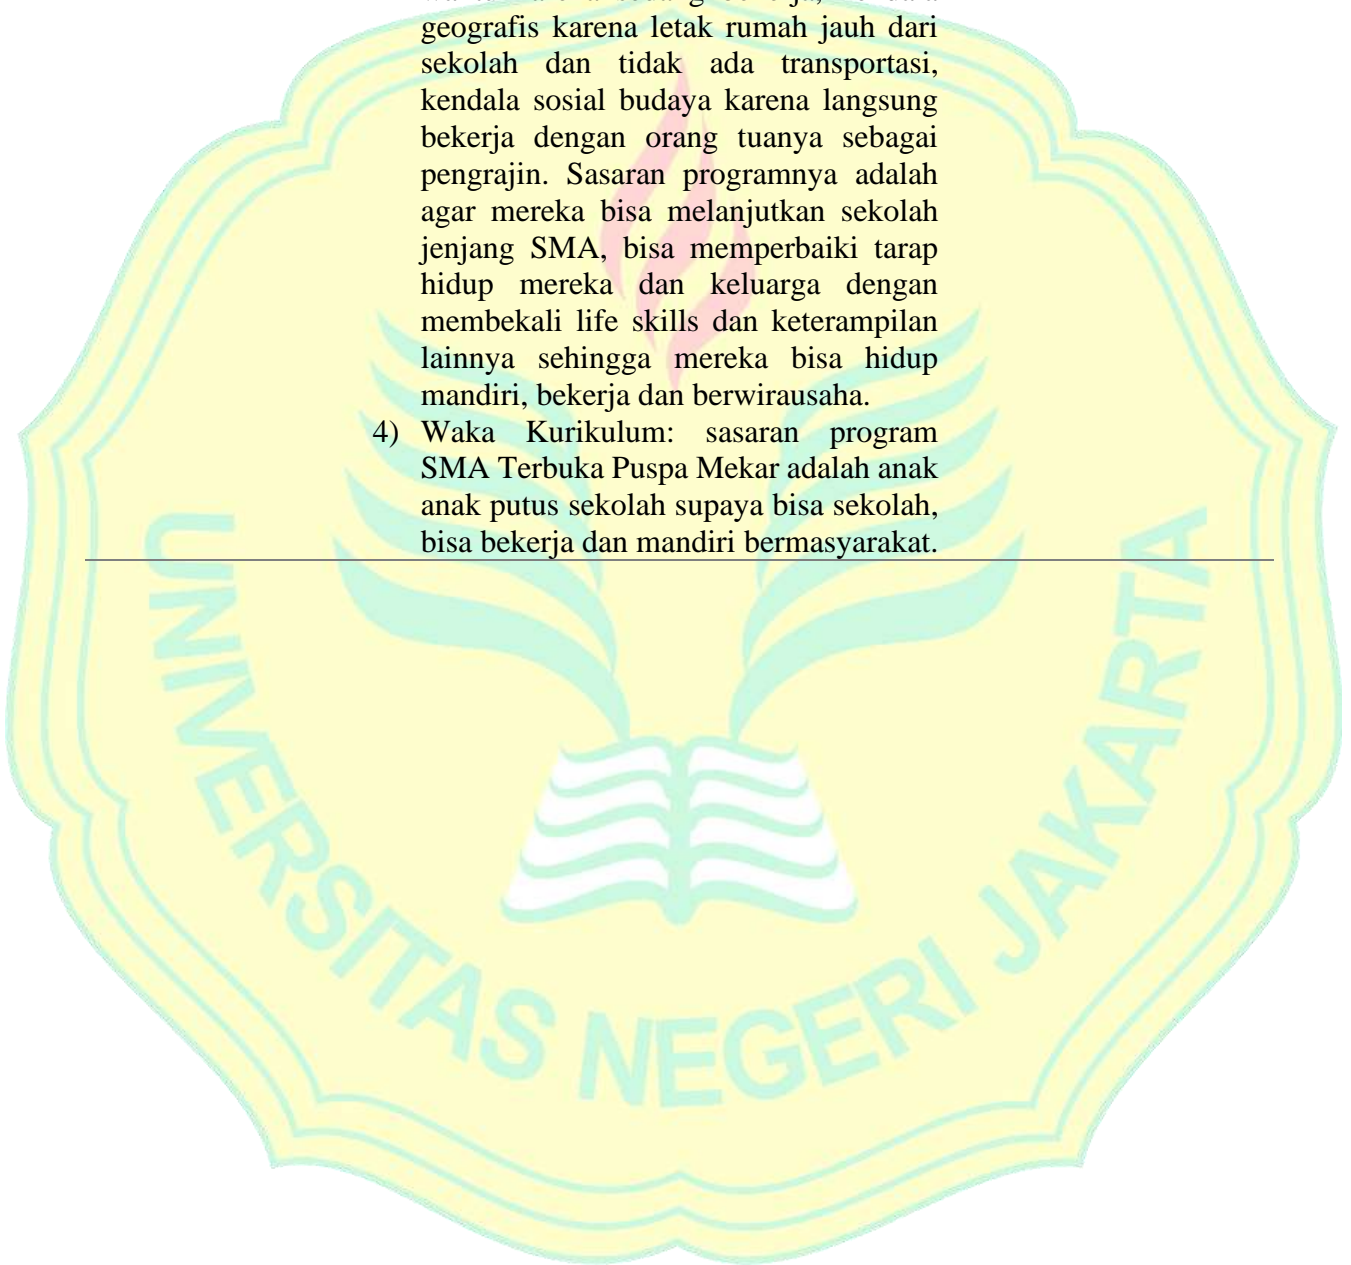 geografis karena letak rumah jauh dari
sekolah dan tidak ada transportasi,
kendala sosial budaya karena langsung
bekerja dengan orang tuanya sebagai
pengrajin. Sasaran programnya adalah
agar mereka bisa melanjutkan sekolah
jenjang SMA, bisa memperbaiki tarap
hidup mereka dan keluarga dengan
membekali life skills dan keterampilan
lainnya sehingga mereka bisa hidup
mandiri, bekerja dan berwirausaha.
4) Waka Kurikulum: sasaran program
SMA Terbuka Puspa Mekar adalah anak
anak putus sekolah supaya bisa sekolah,
bisa bekerja dan mandiri bermasyarakat.
UNIVERSITAS NEGERI JAKARTA